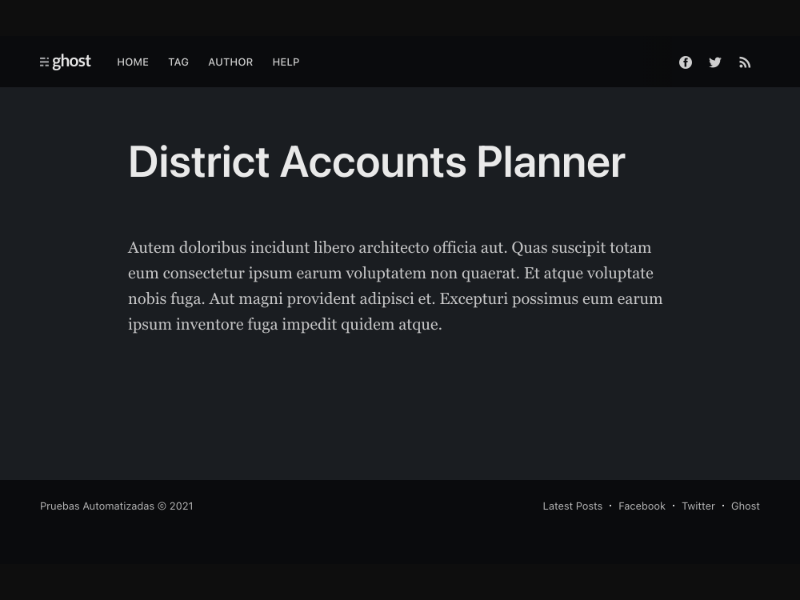 ghost HOME TAG AUTHOR HELP
District Accounts Planner
Autem doloribus incidunt libero architecto officia aut. Quas suscipit totam
eum consectetur ipsum earum voluptatem non quaerat. Et atque voluptate
nobis fuga. Aut magni provident adipisci et. Excepturi possimus eum earum
ipsum inventore fuga impedit quidem atque.
Pruebas Automatizadas © 2021 Latest Posts · Facebook · Twitter · Ghost